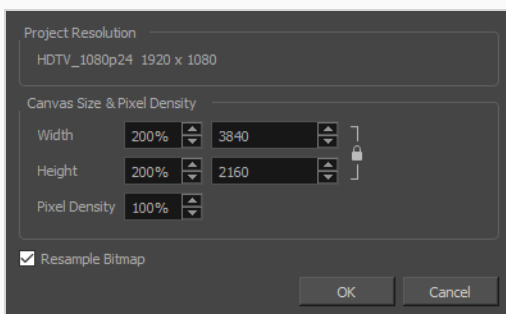 Project Resolution
HDTV_1080p24 1920 x 1080
Canvas Size & Pixel Density
Width 200% 3840
Height 200% 2160
Pixel Density 100%
Resample Bitmap
OK Cancel